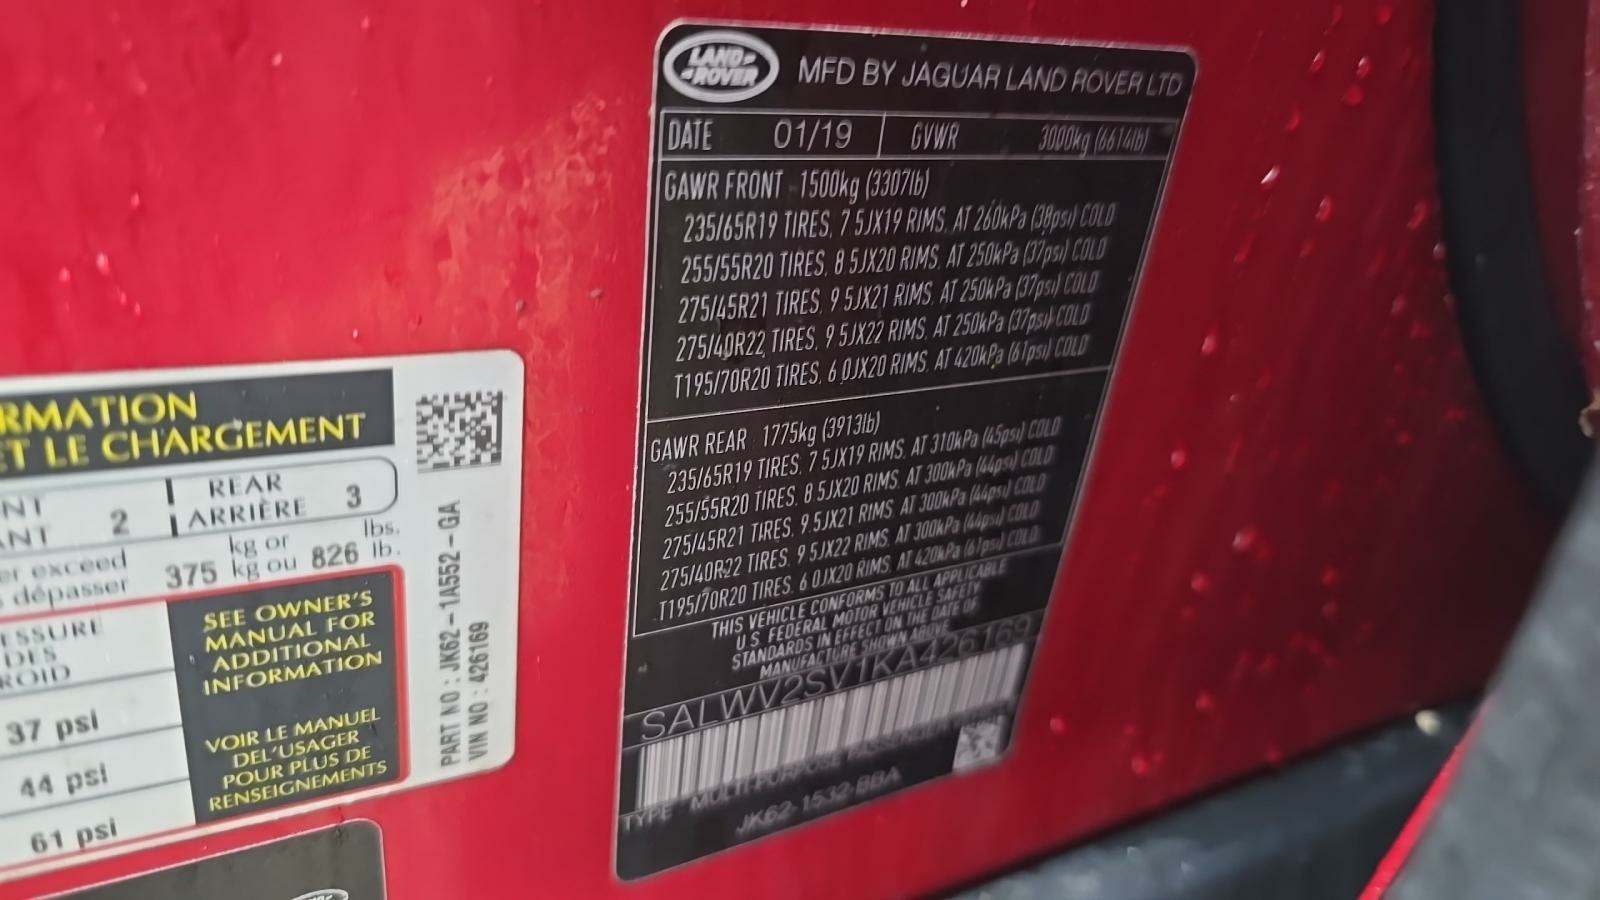 LAND ROVER
MFD BY JAGUAR LAND ROVER LTD
DATE 01/19 GVWR 3000kg (6614lb)
GAWR FRONT 1500kg (3307lb)
235/65R19 TIRES, 7.5JX19 RIMS, AT 260kPa (38psi) COLD
255/55R20 TIRES, 8.5JX20 RIMS, AT 250kPa (37psi) COLD
275/45R21 TIRES, 9.5JX21 RIMS, AT 250kPa (37psi) COLD
275/40R22 TIRES, 9.5JX22 RIMS, AT 250kPa (37psi) COLD
T195/70R20 TIRES, 6.0JX20 RIMS, AT 420kPa (61psi) COLD
GAWR REAR 1775kg (3913lb)
235/65R19 TIRES, 7.5JX19 RIMS, AT 310kPa (45psi) COLD
255/55R20 TIRES, 8.5JX20 RIMS, AT 300kPa (44psi) COLD
275/45R21 TIRES, 9.5JX21 RIMS, AT 300kPa (44psi) COLD
275/40R22 TIRES, 9.5JX22 RIMS, AT 300kPa (44psi) COLD
T195/70R20 TIRES, 6.0JX20 RIMS, AT 420kPa (61psi) COLD
THIS VEHICLE CONFORMS TO ALL APPLICABLE
U.S. FEDERAL MOTOR VEHICLE SAFETY
STANDARDS IN EFFECT ON THE DATE OF
MANUFACTURE SHOWN ABOVE
SALWV2SV1KA426169
TYPE MULTI-PURPOSE PASSENGER
JK62-1532-BBA
RMATION
ET LE CHARGEMENT
NT
ANT 2
REAR
ARRIÈRE 3
er exceed
dépasser 375 kg or
kg ou 826 lbs.
lb.
ESSURE
DES
ROID
37 psi
44 psi
61 psi
SEE OWNER'S
MANUAL FOR
ADDITIONAL
INFORMATION
VOIR LE MANUEL
DEL'USAGER
POUR PLUS DE
RENSEIGNEMENTS
PART NO : JK62-1A552-GA
VIN NO : 426169